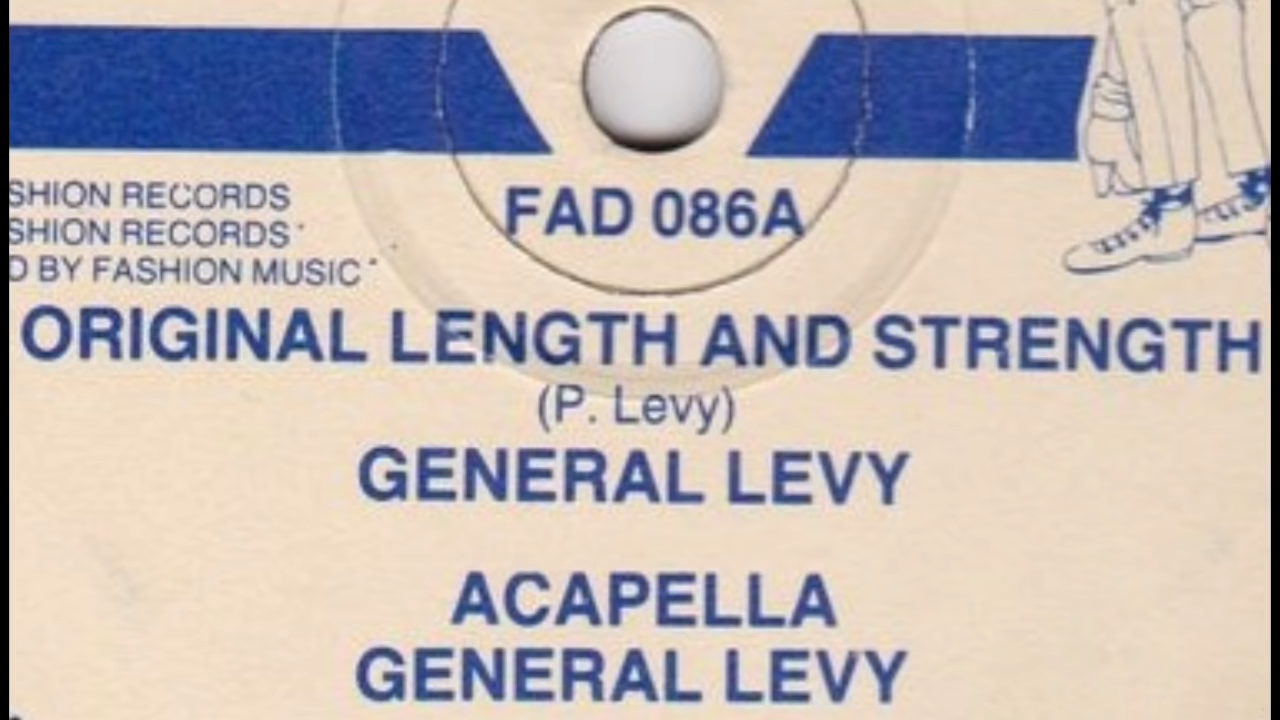 FAD 086A
SHION RECORDS
SHION RECORDS
D BY FASHION MUSIC
ORIGINAL LENGTH AND STRENGTH
(P. Levy)
GENERAL LEVY
ACAPELLA
GENERAL LEVY